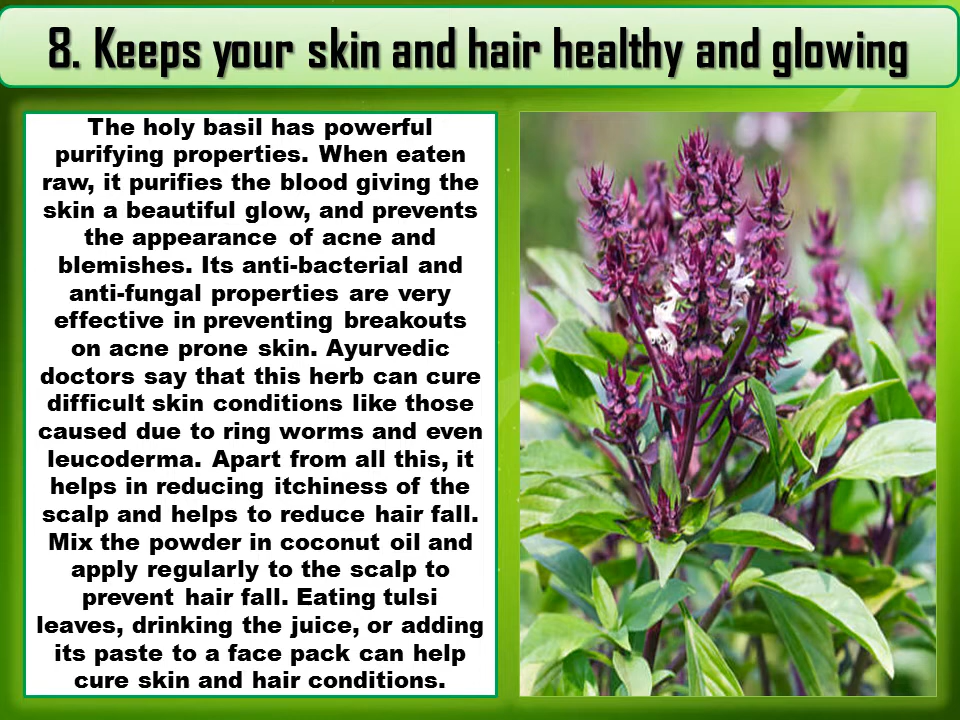 8. Keeps your skin and hair healthy and glowing
The holy basil has powerful
purifying properties. When eaten
raw, it purifies the blood giving the
skin a beautiful glow, and prevents
the appearance of acne and
blemishes. Its anti-bacterial and
anti-fungal properties are very
effective in preventing breakouts
on acne prone skin. Ayurvedic
doctors say that this herb can cure
difficult skin conditions like those
caused due to ring worms and even
leucoderma. Apart from all this, it
helps in reducing itchiness of the
scalp and helps to reduce hair fall.
Mix the powder in coconut oil and
apply regularly to the scalp to
prevent hair fall. Eating tulsi
leaves, drinking the juice, or adding
its paste to a face pack can help
cure skin and hair conditions.